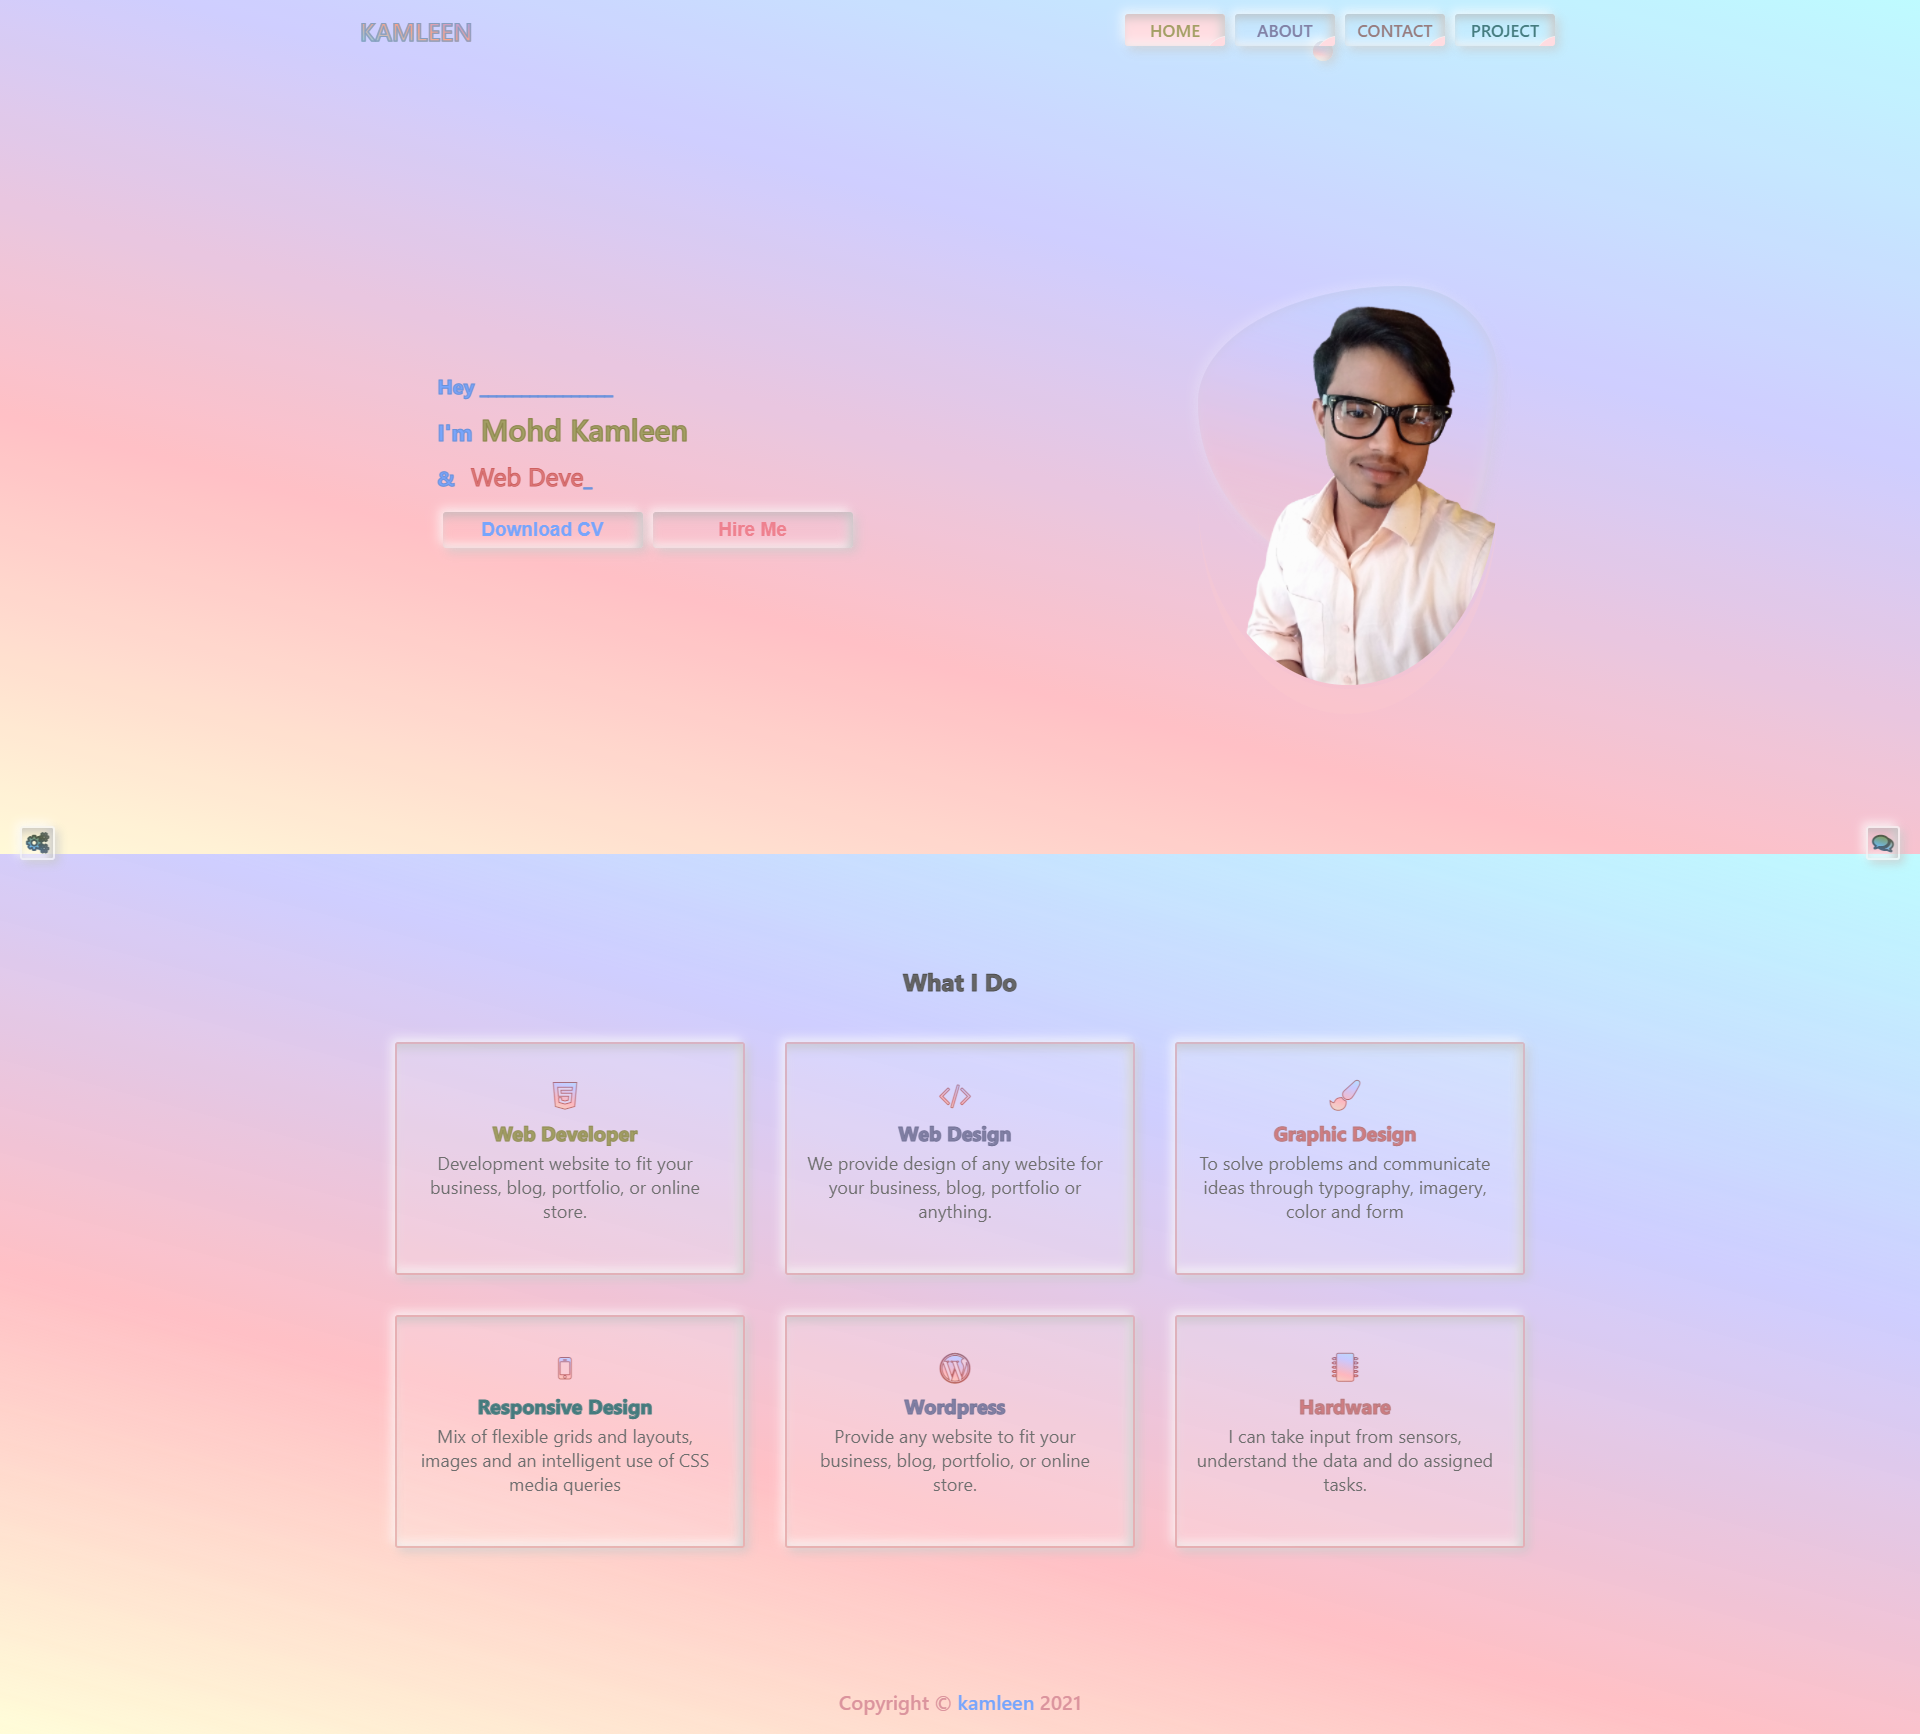 KAMLEEN
HOME ABOUT CONTACT PROJECT
Hey ______________
I'm Mohd Kamleen
& Web Deve_
Download CV Hire Me
What I Do
Web Developer
Development website to fit your
business, blog, portfolio, or online
store.
Web Design
We provide design of any website for
your business, blog, portfolio or
anything.
Graphic Design
To solve problems and communicate
ideas through typography, imagery,
color and form
Responsive Design
Mix of flexible grids and layouts,
images and an intelligent use of CSS
media queries
Wordpress
Provide any website to fit your
business, blog, portfolio, or online
store.
Hardware
I can take input from sensors,
understand the data and do assigned
tasks.
Copyright © kamleen 2021